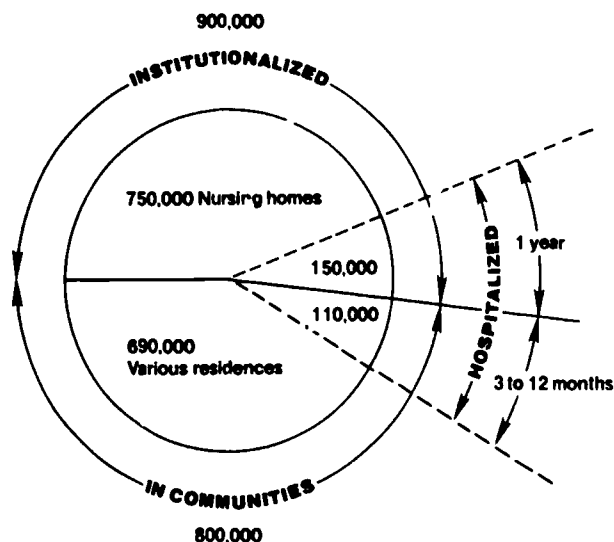 900,000
INSTITUTIONALIZED
750,000 Nursing homes
150,000
1 year
HOSPITALIZED
110,000
690,000
Various residences
3 to 12 months
IN COMMUNITIES
800,000